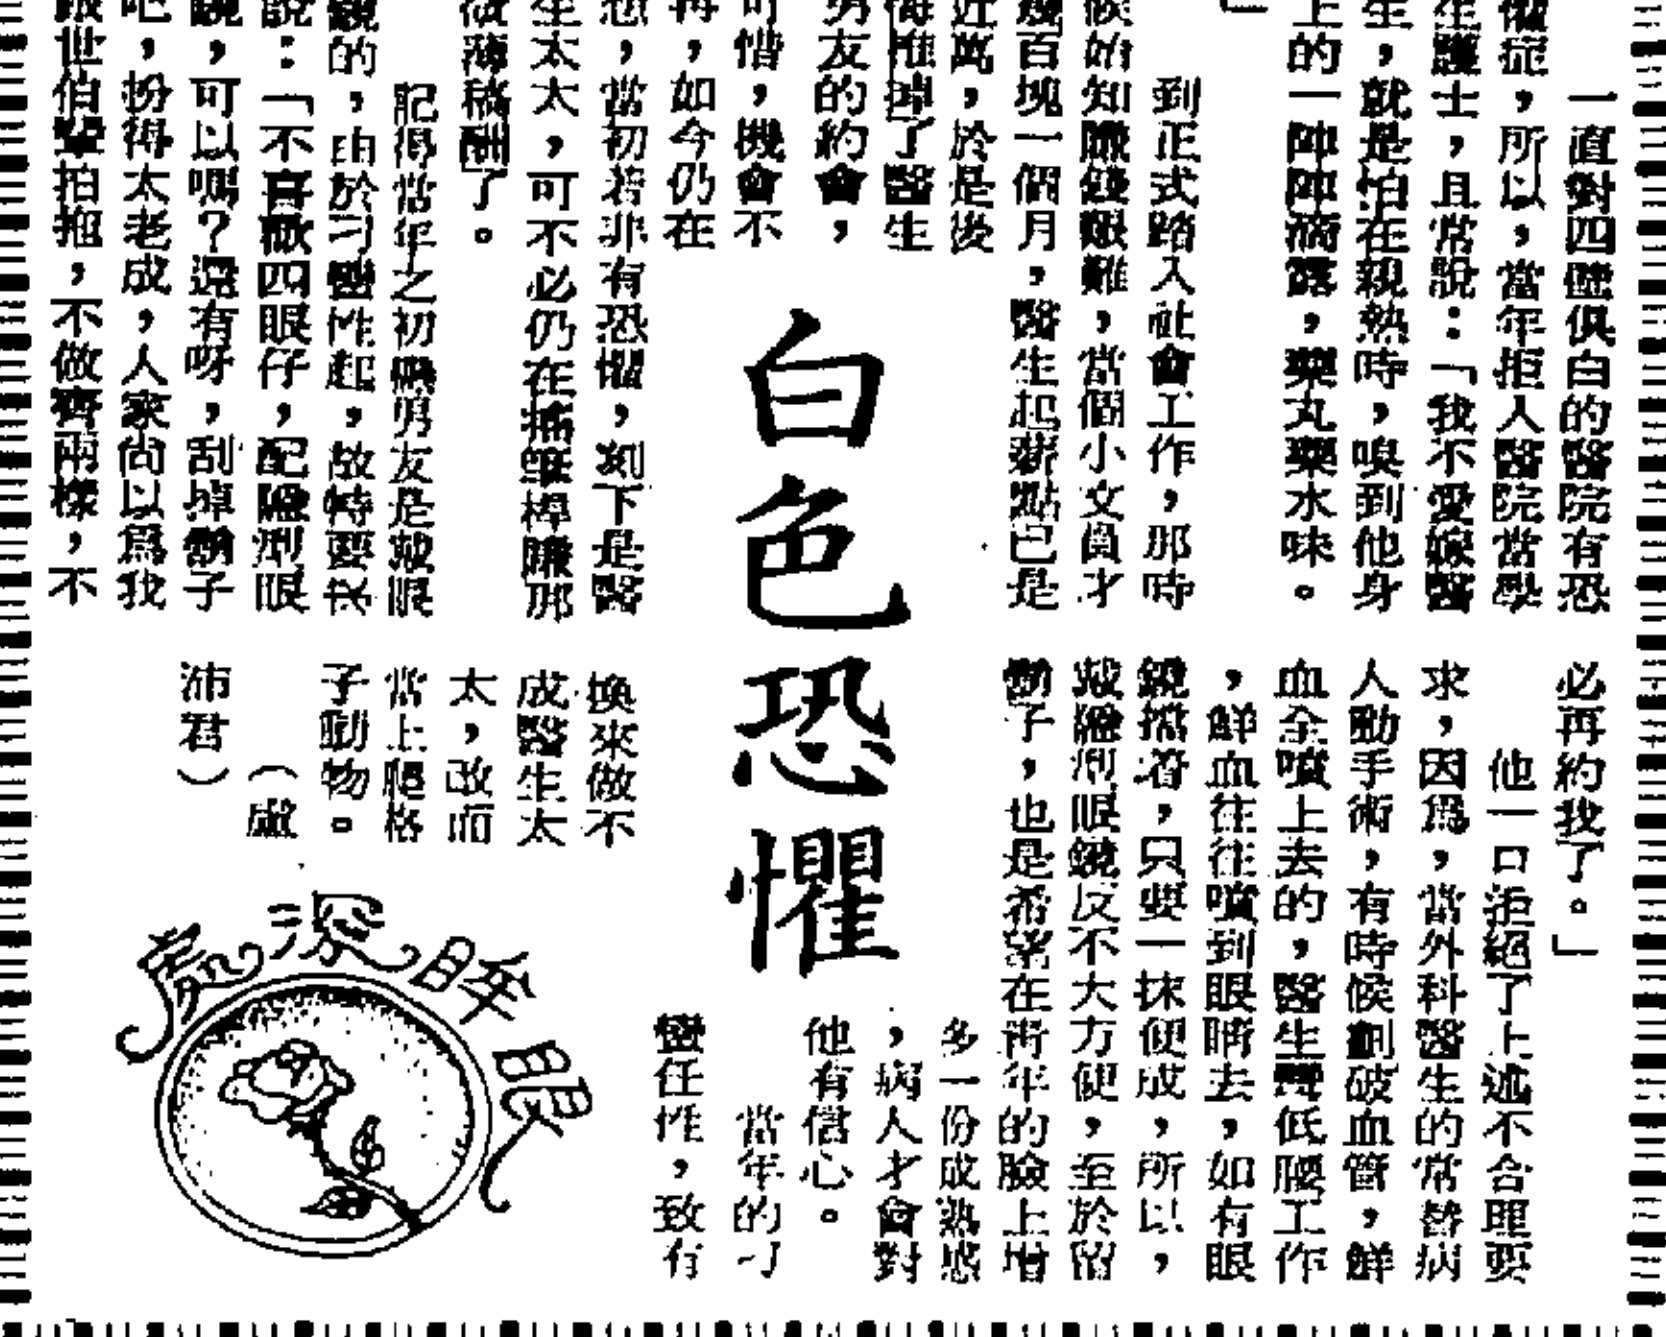 白色恐懼
一直對四壁俱白的醫院有恐
懼症，所以，當年拒入醫院當學
生護士，且常說：「我不愛嫁醫
生，就是怕在親熱時，嗅到他身
上的一陣陣滴露，藥丸藥水味。
」
到正式踏入社會工作，那時
候始知賺錢艱難，當個小文員才
幾百塊一個月，醫生起薪點已是
近萬，於是後
悔推掉了醫生
男友的約會，
可惜，機會不
再，如今仍在
想，當初若非有恐懼，刻下是醫
生太太，可不必仍在搖筆桿賺那
微薄稿酬了。
記得當年之初嫌男友是戴眼
鏡的，由於刁蠻性起，故特要求
說：「不喜歡四眼仔，配隱形眼
鏡，可以嗎？還有呀，刮掉鬍子
吧，扮得太老成，人家尚以爲我
跟世伯輩拍拖，不做齊兩樣，不
必再約我了。」
他一口拒絕了上述不合理要
求，因爲，當外科醫生的常替病
人動手術，有時候割破血管，鮮
血全噴上去的，醫生彎低腰工作
，鮮血往往噴到眼睛去，如有眼
鏡擋着，只要一抹便成，所以，
戴隱形眼鏡反不大方便，至於留
鬍子，也是希望在青年的臉上增
多一份成熟感
，病人才會對
他有信心。
當年的刁
蠻任性，致有
換來做不
成醫生太
太，改而
當上爬格
子動物。
（盧
沛君）
眼眸深處